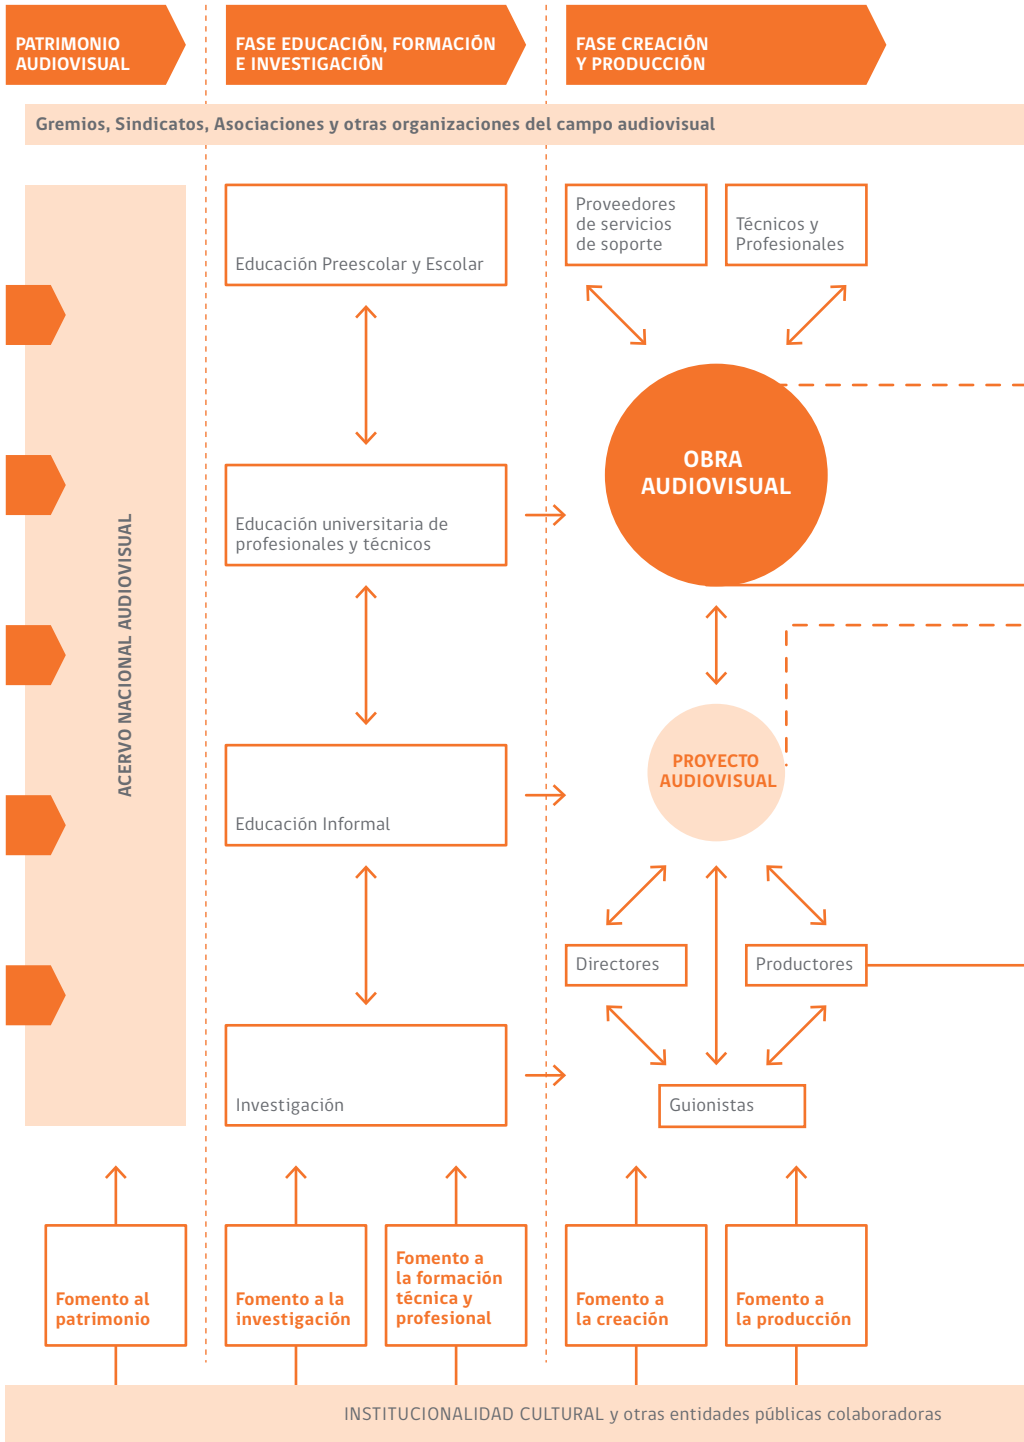 PATRIMONIO
AUDIOVISUAL
FASE EDUCACIÓN, FORMACIÓN
E INVESTIGACIÓN
FASE CREACIÓN
Y PRODUCCIÓN
Gremios, Sindicatos, Asociaciones y otras organizaciones del campo audiovisual
ACERVO NACIONAL AUDIOVISUAL
Educación Preescolar y Escolar
Educación universitaria de
profesionales y técnicos
Educación Informal
Investigación
Proveedores
de servicios
de soporte
Técnicos y
Profesionales
OBRA
AUDIOVISUAL
PROYECTO
AUDIOVISUAL
Directores
Productores
Guionistas
Fomento al
patrimonio
Fomento a la
investigación
Fomento a
la formación
técnica y
profesional
Fomento a
la creación
Fomento a
la producción
INSTITUCIONALIDAD CULTURAL y otras entidades públicas colaboradoras